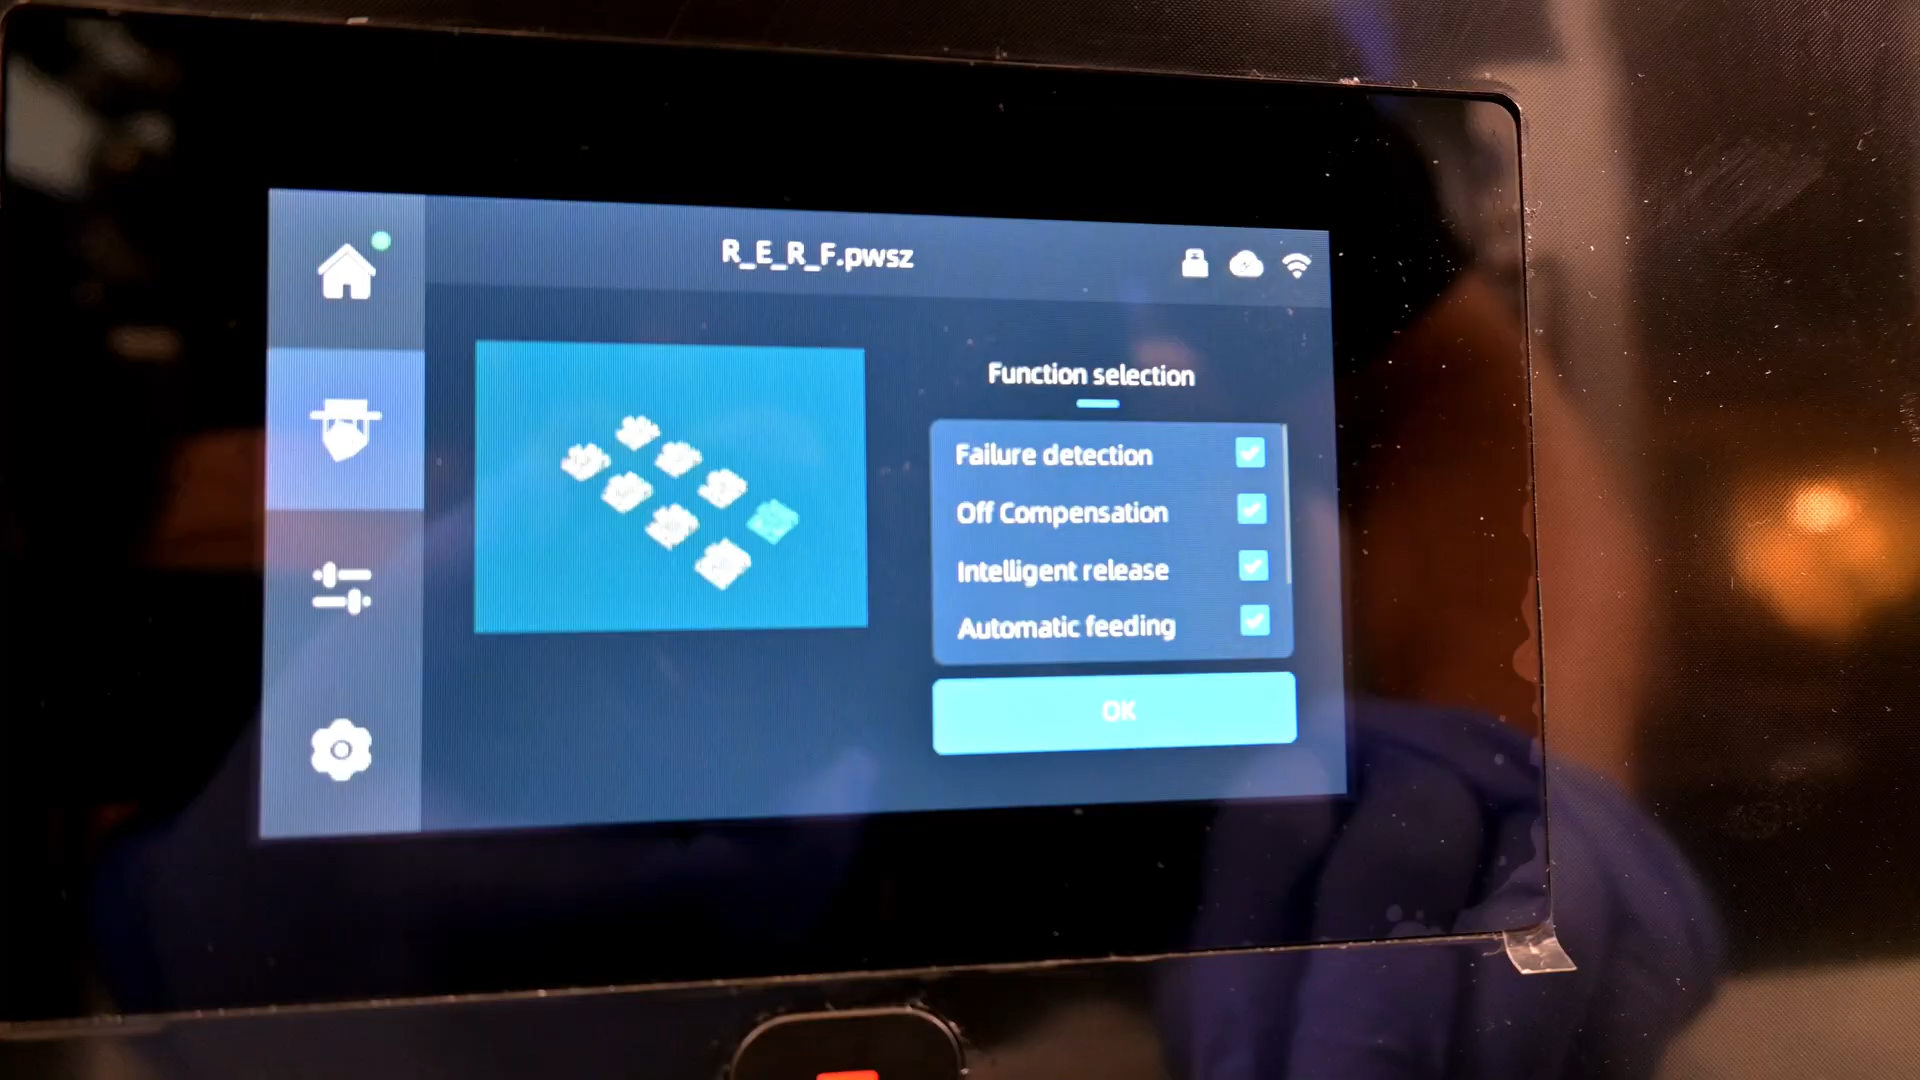 R_E_R_F.pwsz
Function selection
Failure detection
Off Compensation
Intelligent release
Automatic feeding
OK